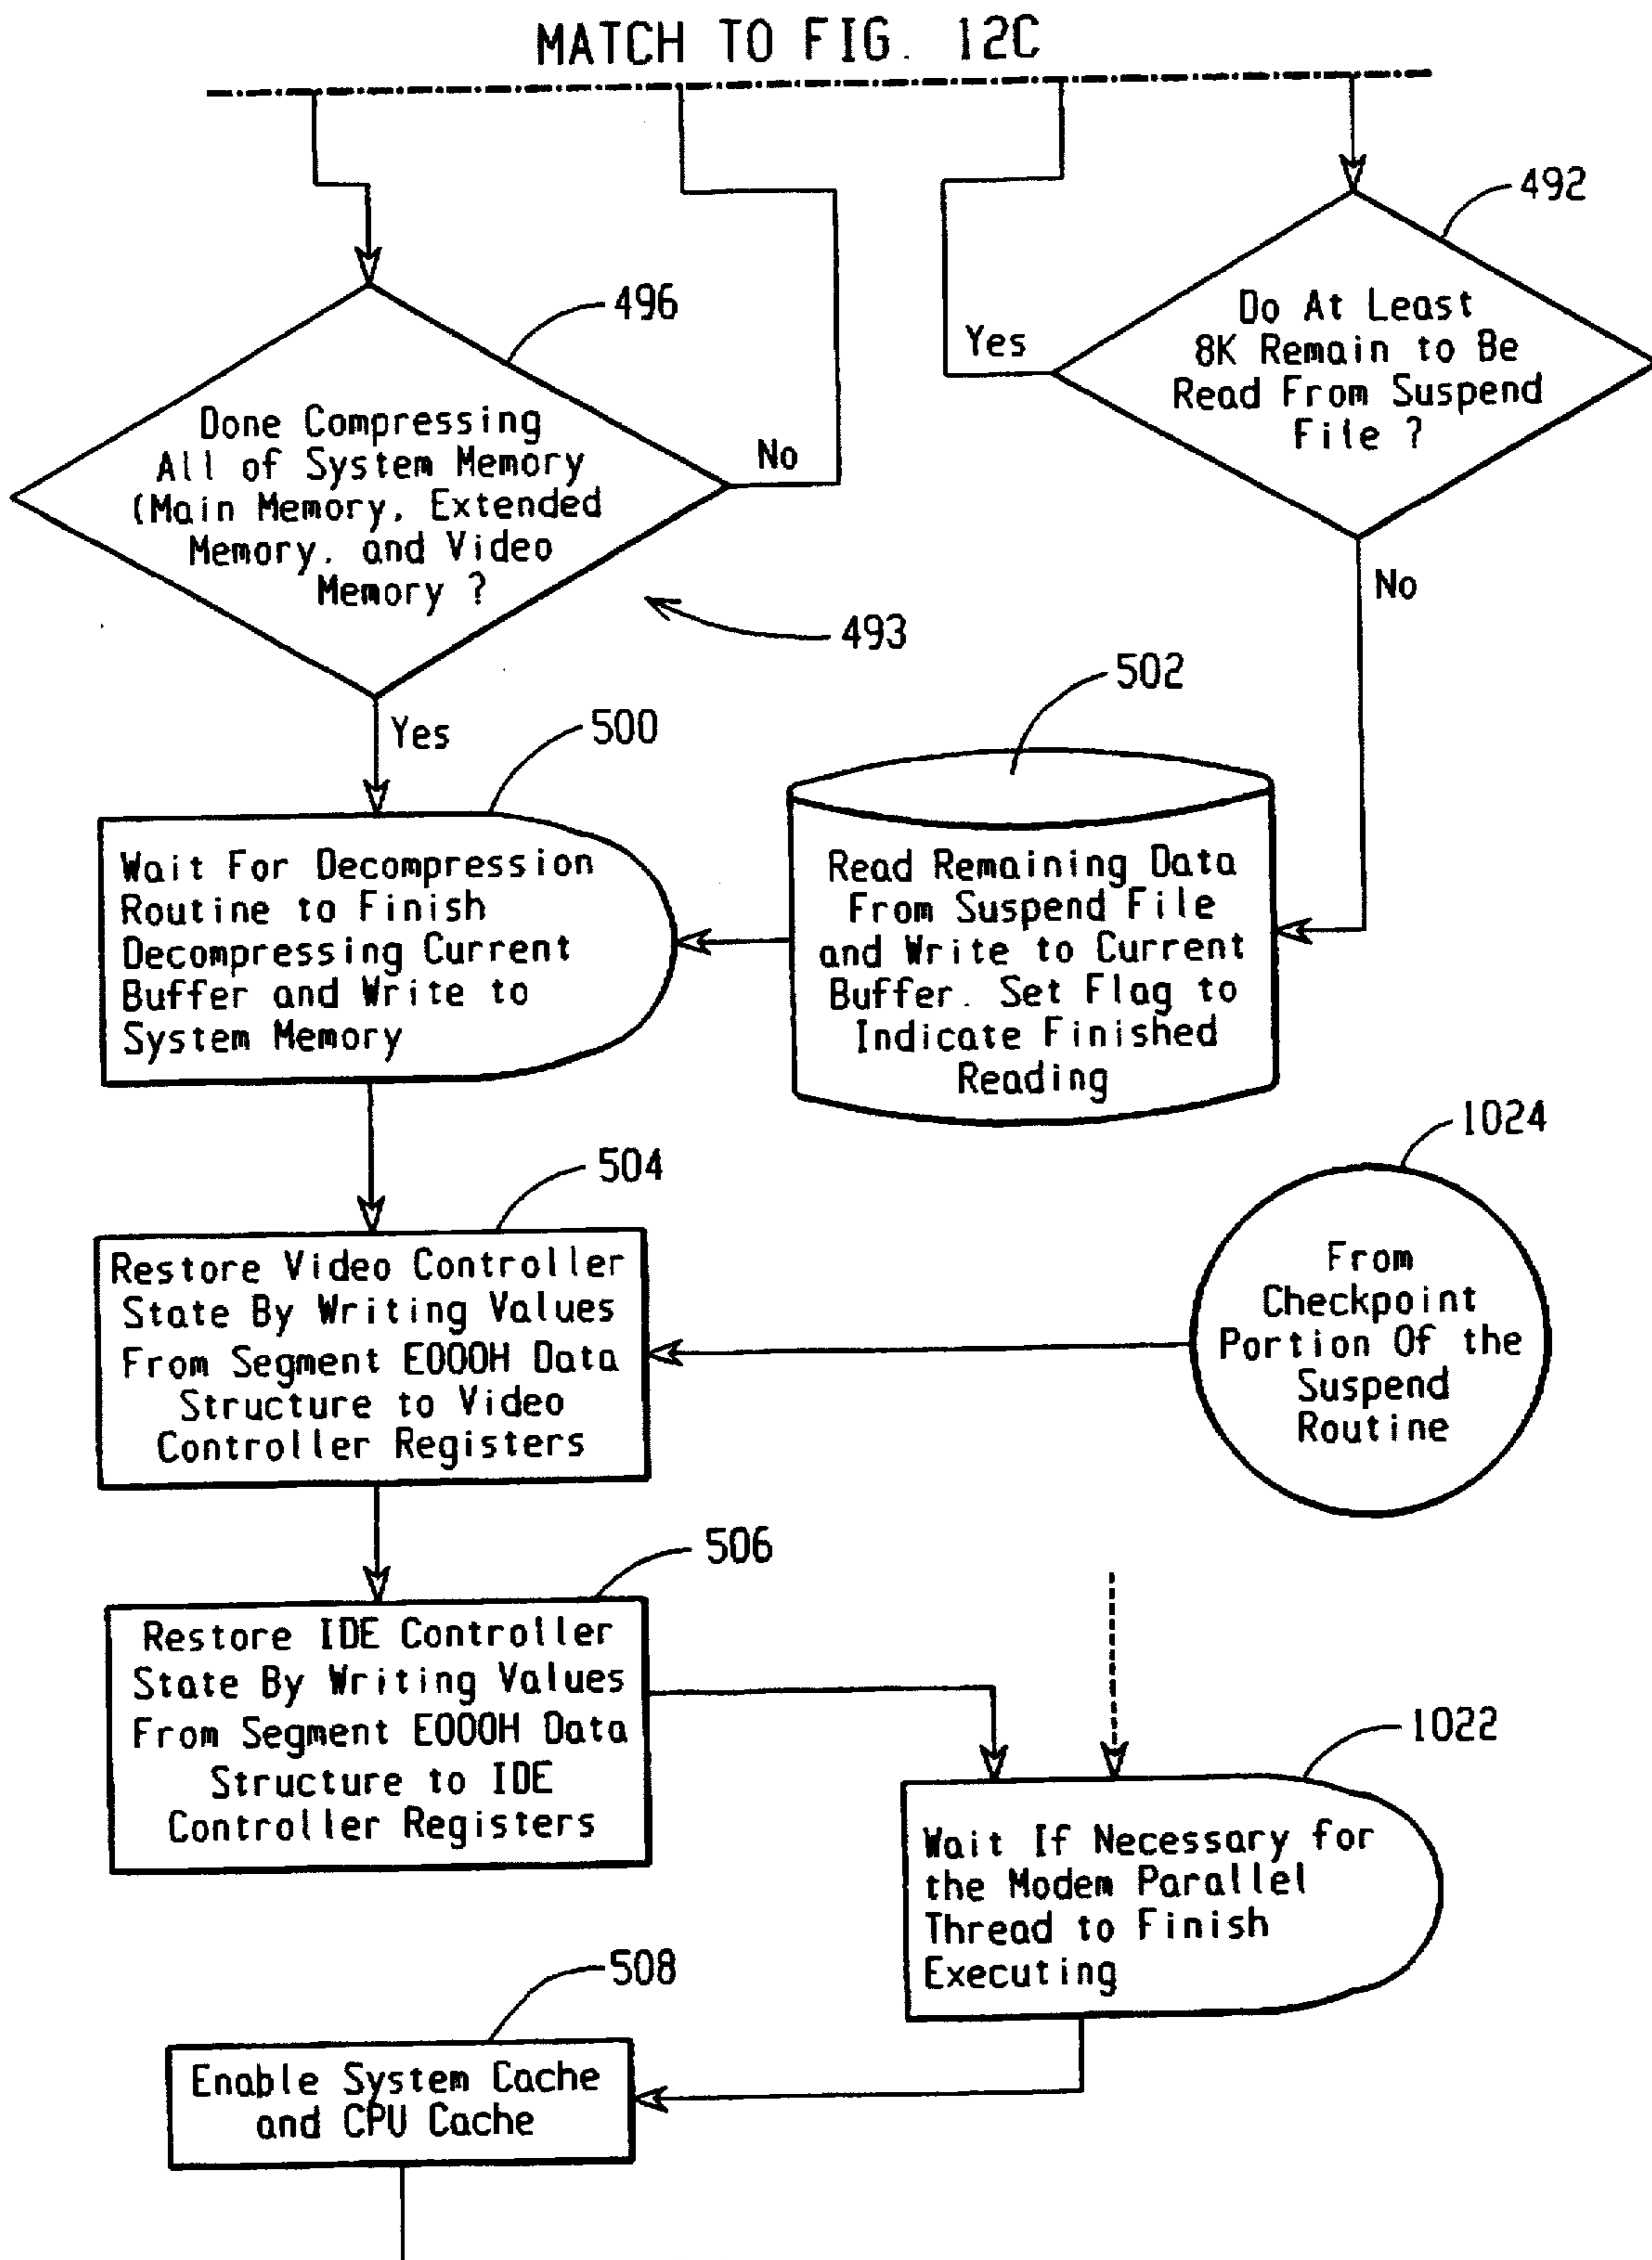 MATCH TO FIG. 12C
492
Do At Least
8K Remain to Be
Read From Suspend
File ?
Yes
No
496
Done Compressing
All of System Memory
(Main Memory, Extended
Memory, and Video
Memory ?
No
Yes
493
500
Wait For Decompression
Routine to Finish
Decompressing Current
Buffer and Write to
System Memory
502
Read Remaining Data
From Suspend File
and Write to Current
Buffer. Set Flag to
Indicate Finished
Reading
504
Restore Video Controller
State By Writing Values
From Segment E000H Data
Structure to Video
Controller Registers
1024
From
Checkpoint
Portion Of the
Suspend
Routine
506
Restore IDE Controller
State By Writing Values
From Segment E000H Data
Structure to IDE
Controller Registers
1022
Wait If Necessary for
the Modem Parallel
Thread to Finish
Executing
508
Enable System Cache
and CPU Cache